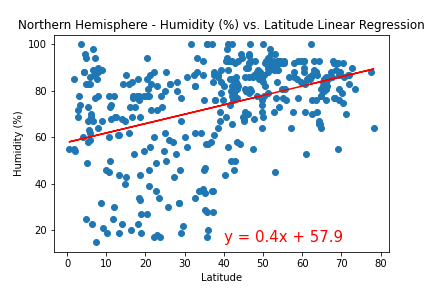 Northern Hemisphere - Humidity (%) vs. Latitude Linear Regression
100
80
60
40
20
Humidity (%)
y = 0.4x + 57.9
0 10 20 30 40 50 60 70 80
Latitude